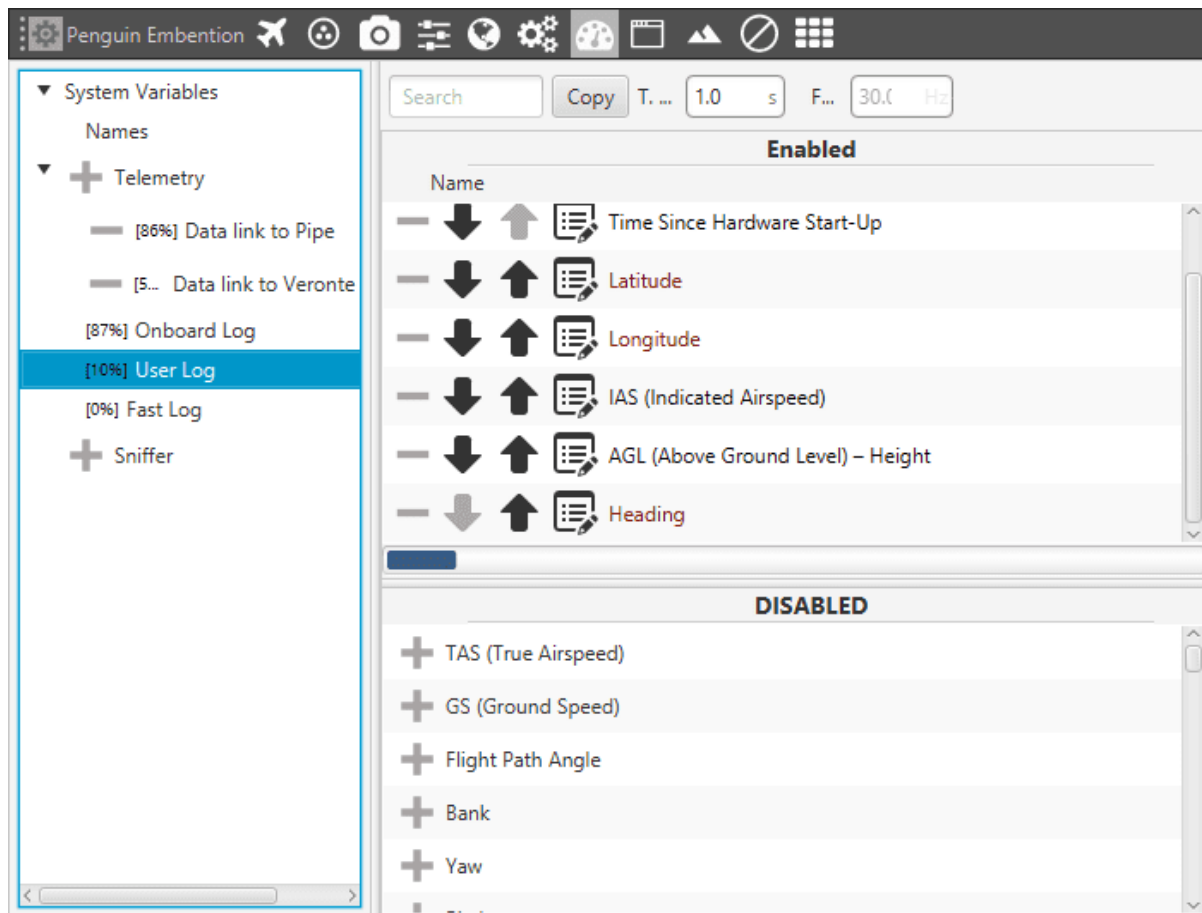 Penguin Embention
System Variables
Names
Telemetry
[86%] Data link to Pipe
[5... Data link to Veronte
[87%] Onboard Log
[10%] User Log
[0%] Fast Log
Sniffer
Search Copy T. ... 1.0 s F... 30.( Hz
Enabled
Name
Time Since Hardware Start-Up
Latitude
Longitude
IAS (Indicated Airspeed)
AGL (Above Ground Level) – Height
Heading
DISABLED
TAS (True Airspeed)
GS (Ground Speed)
Flight Path Angle
Bank
Yaw